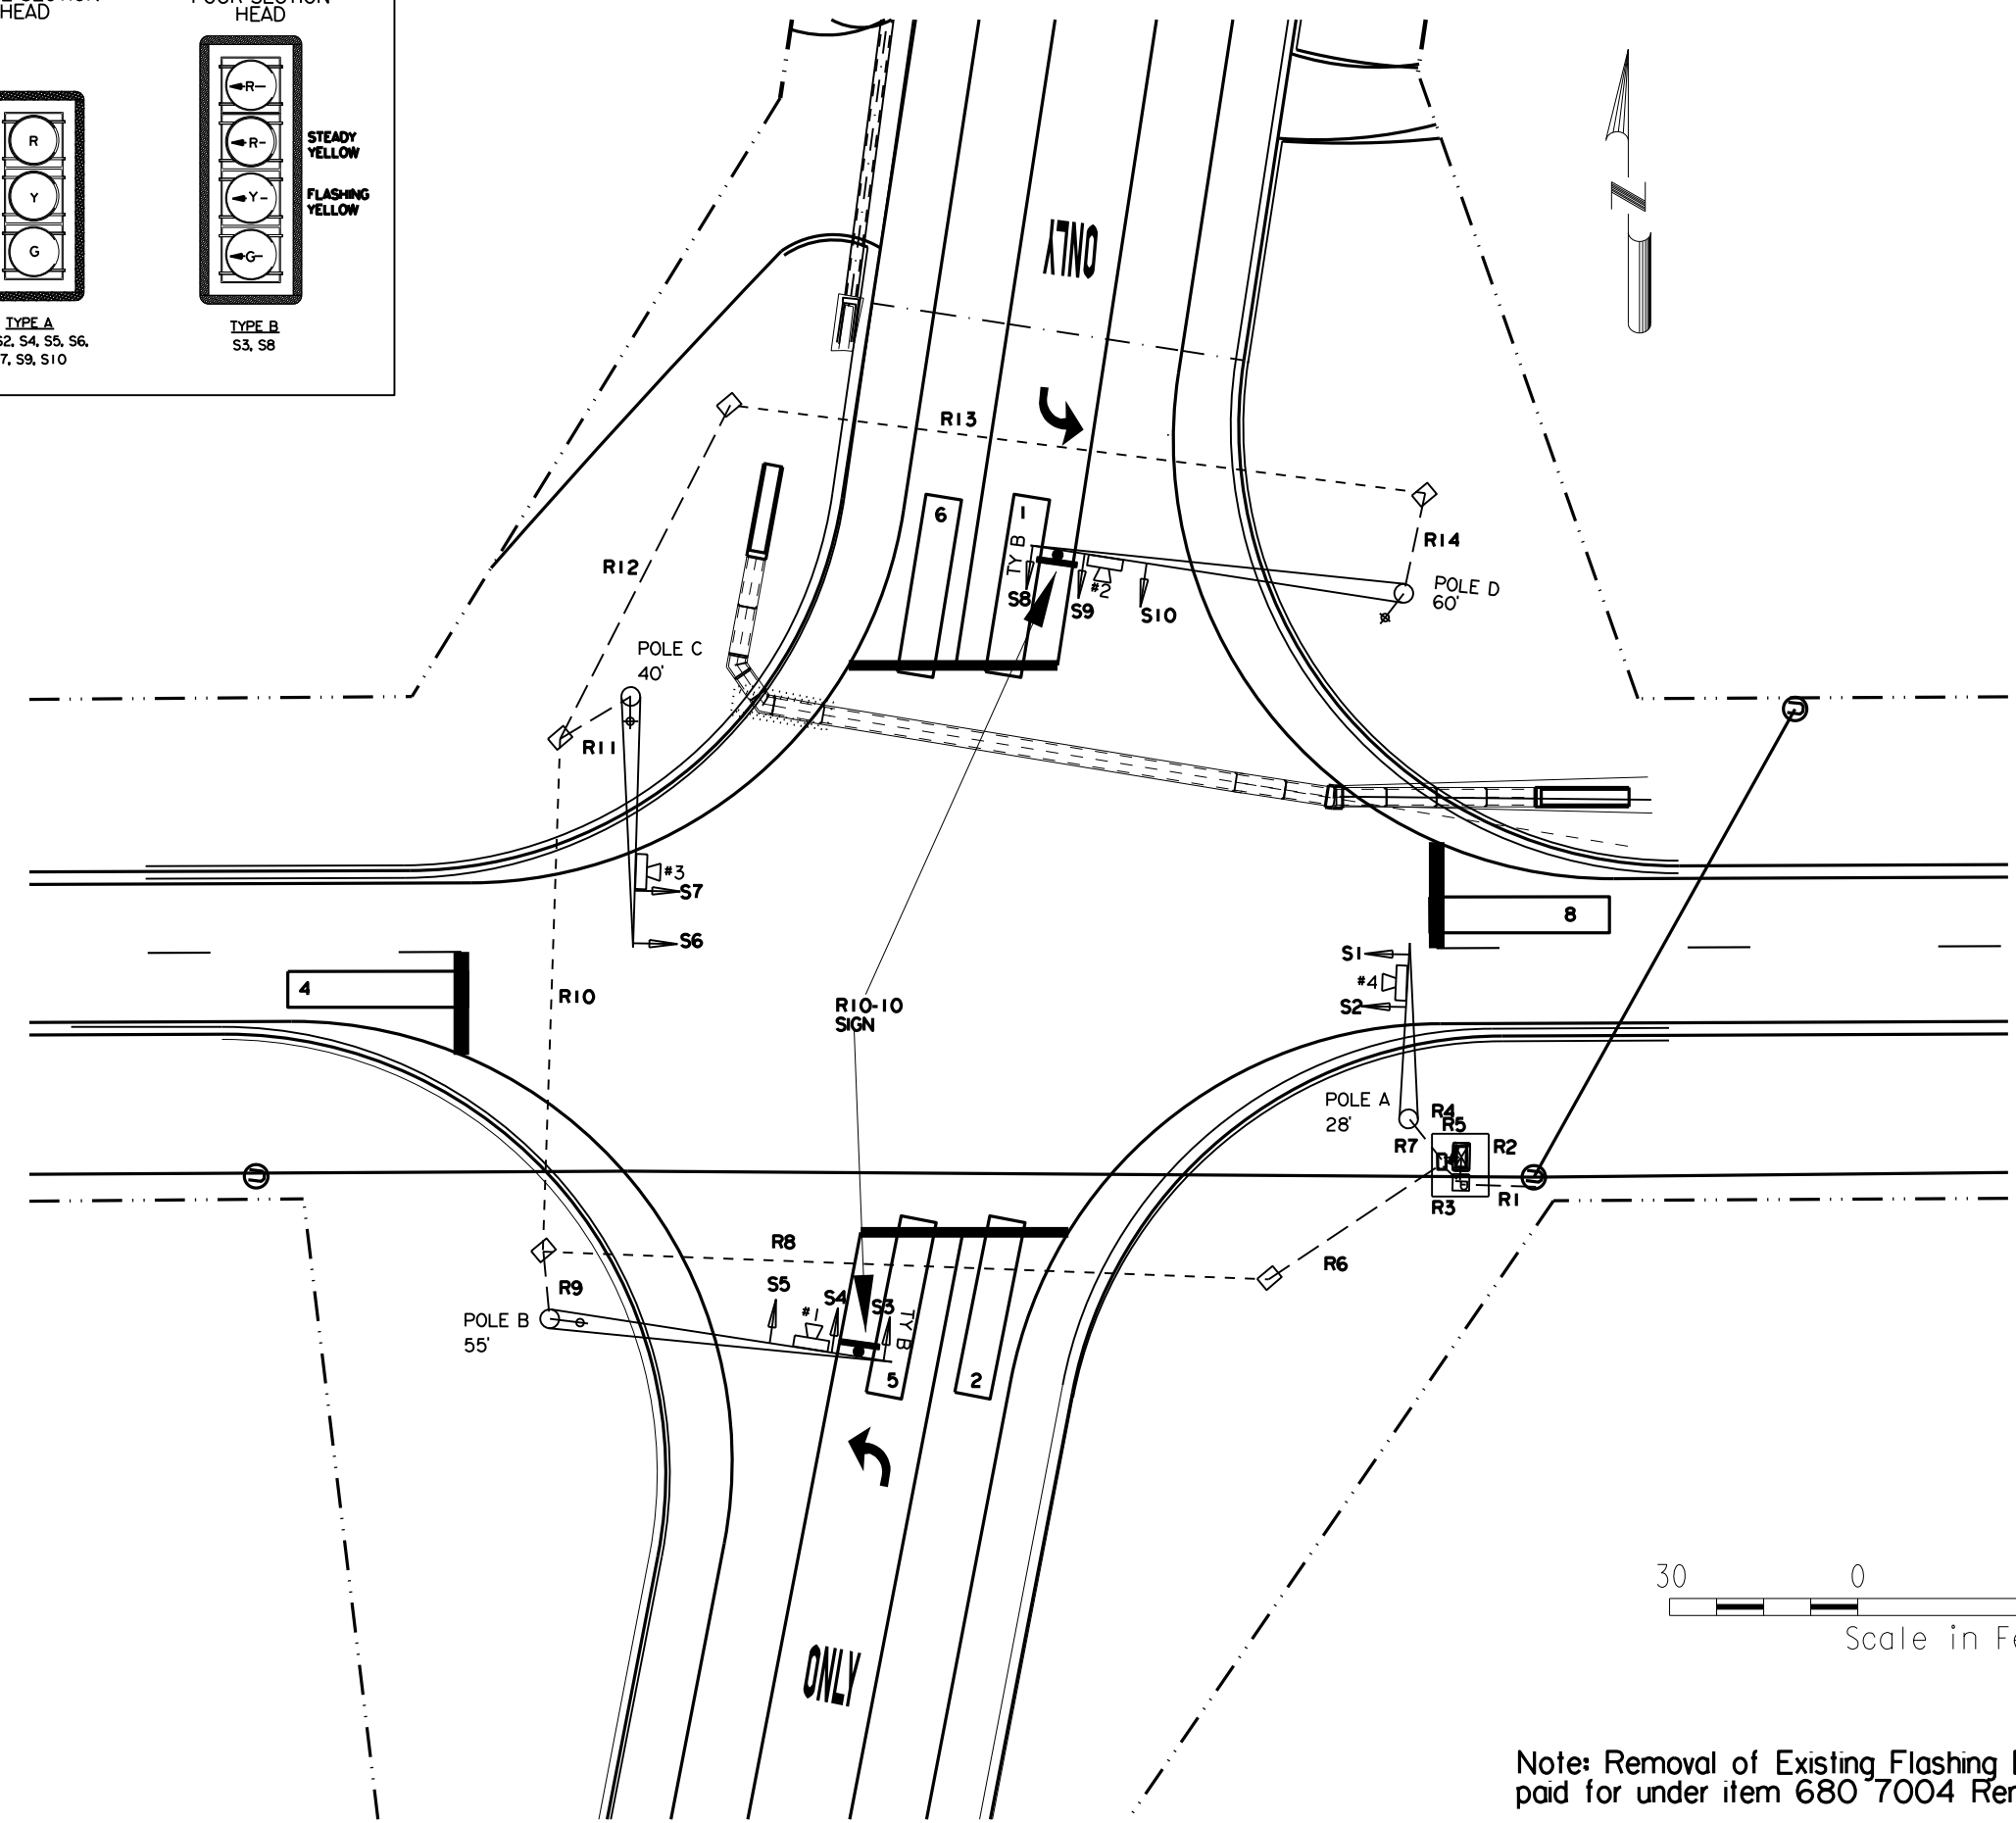 HEAD
HEAD
R
Y
G
R
R
Y
G
STEADY
YELLOW
FLASHING
YELLOW
TYPE A
S2, S4, S5, S6,
7, S9, S10
TYPE B
S3, S8
ONLY
R13
R12
R14
6
1
TY B
S8
#2
S9
S10
POLE D
60'
POLE C
40'
R11
#3
S7
S6
8
4
R10
R10-10
SIGN
S1
#4
S2
POLE A
28'
R4
R5
R7
R2
R1
R3
R6
R8
R9
S5
#1
S4
S3
TY B
POLE B
55'
5
2
ONLY
30 0
Scale in
Note: Removal of Existing Flashing
paid for under item 680 7004